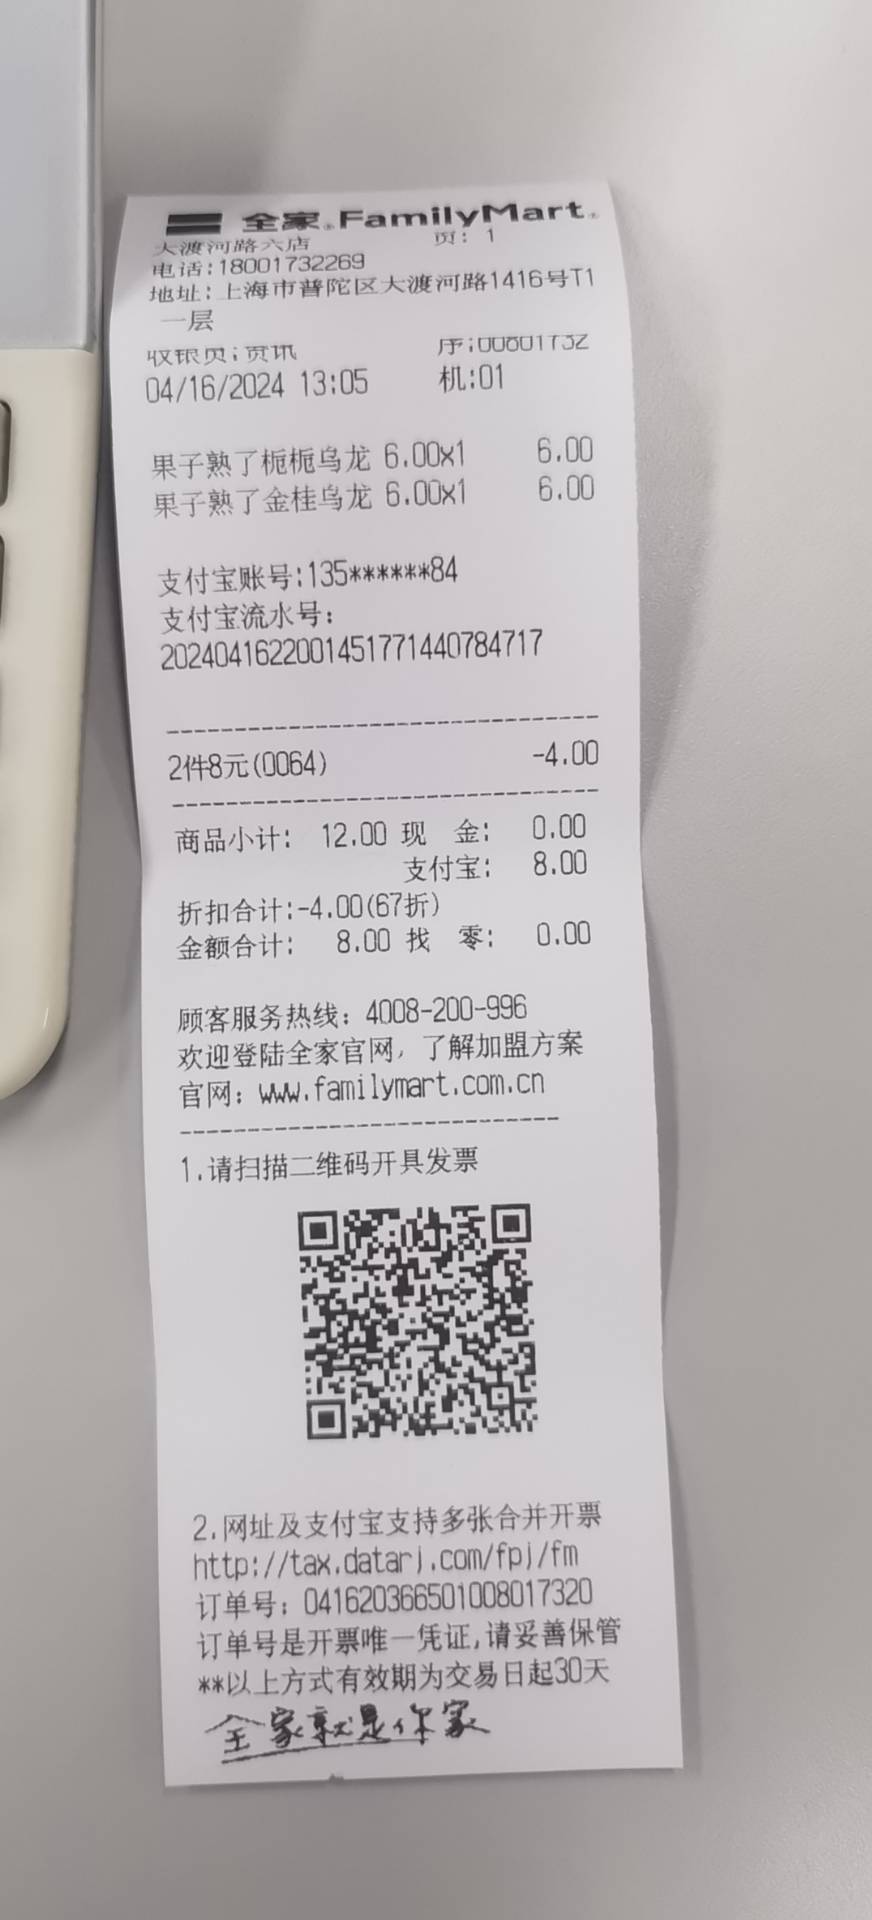 全家®FamilyMart®
大渡河路六店 页: 1
电话:18001732269
地址:上海市普陀区大渡河路1416号T1
一层
收银员:资讯 序:00801732
04/16/2024 13:05 机:01
果子熟了栀栀乌龙 6.00x1 6.00
果子熟了金桂乌龙 6.00x1 6.00
支付宝账号:135******84
支付宝流水号:
2024041622001451771440784717
2件8元(0064) -4.00
商品小计: 12.00 现 金: 0.00
支付宝: 8.00
折扣合计:-4.00(67折)
金额合计: 8.00 找 零: 0.00
顾客服务热线: 4008-200-996
欢迎登陆全家官网, 了解加盟方案
官网: www.familymart.com.cn
1.请扫描二维码开具发票
2.网址及支付宝支持多张合并开票
http://tax.datarj.com/fpj/fm
订单号: 041620366501008017320
订单号是开票唯一凭证,请妥善保管
**以上方式有效期为交易日起30天
全家就是你家